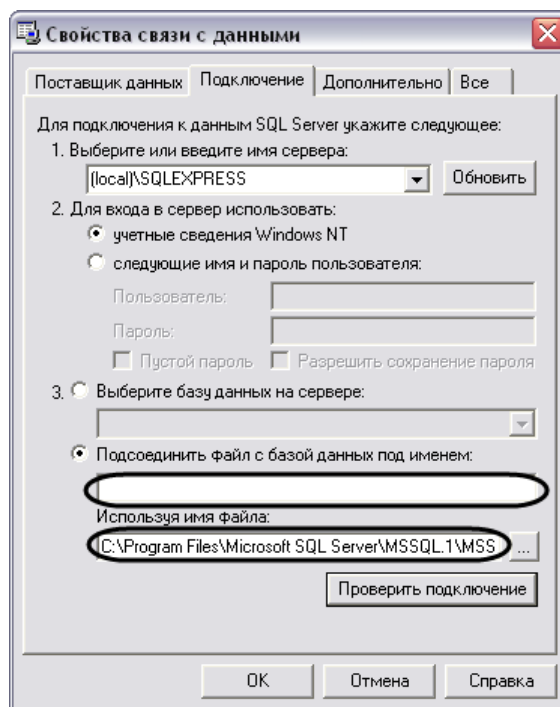 Свойства связи с данными
Поставщик данных Подключение Дополнительно Все
Для подключения к данным SQL Server укажите следующее:
1. Выберите или введите имя сервера:
(local)\SQLEXPRESS Обновить
2. Для входа в сервер использовать:
учетные сведения Windows NT
следующие имя и пароль пользователя:
Пользователь:
Пароль:
Пустой пароль Разрешить сохранение пароля
3. Выберите базу данных на сервере:
Подсоединить файл с базой данных под именем:
Используя имя файла:
C:\Program Files\Microsoft SQL Server\MSSQL.1\MSS ...
Проверить подключение
OK Отмена Справка